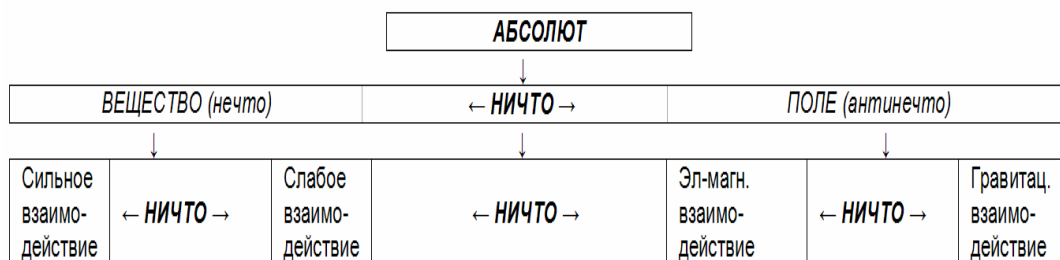 АБСОЛЮТ
ВЕЩЕСТВО (нечто) ← НИЧТО → ПОЛЕ (антинечто)
Сильное взаимо- действие
← НИЧТО →
Слабое взаимо- действие
← НИЧТО →
Эл-магн. взаимо- действие
← НИЧТО →
Гравитац. взаимо- действие